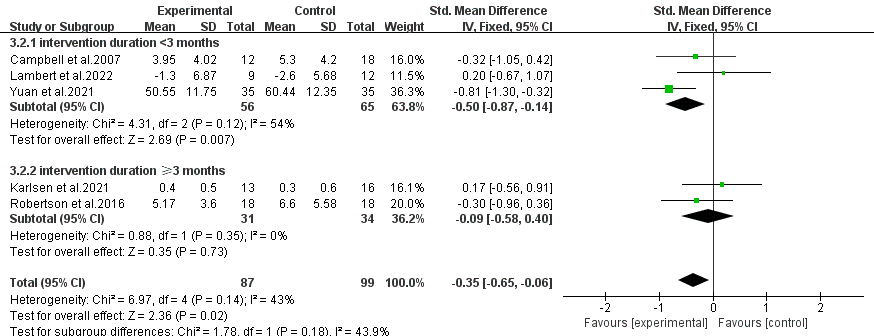 Experimental Control Std. Mean Difference Std. Mean Difference
Study or Subgroup Mean SD Total Mean SD Total Weight IV, Fixed, 95% CI IV, Fixed, 95% CI
3.2.1 intervention duration <3 months
Campbell et al.2007 3.95 4.02 12 5.3 4.2 18 16.0% -0.32 [-1.05, 0.42]
Lambert et al.2022 -1.3 6.87 9 -2.6 5.68 12 11.5% 0.20 [-0.67, 1.07]
Yuan et al.2021 50.55 11.75 35 60.44 12.35 35 36.3% -0.81 [-1.30, -0.32]
Subtotal (95% CI) 56 65 63.8% -0.50 [-0.87, -0.14]
Heterogeneity: Chi² = 4.31, df = 2 (P = 0.12); I² = 54%
Test for overall effect: Z = 2.69 (P = 0.007)
3.2.2 intervention duration ≥3 months
Karlsen et al.2021 0.4 0.5 13 0.3 0.6 16 16.1% 0.17 [-0.56, 0.91]
Robertson et al.2016 5.17 3.6 18 6.6 5.58 18 20.0% -0.30 [-0.96, 0.36]
Subtotal (95% CI) 31 34 36.2% -0.09 [-0.58, 0.40]
Heterogeneity: Chi² = 0.88, df = 1 (P = 0.35); I² = 0%
Test for overall effect: Z = 0.35 (P = 0.73)
Total (95% CI) 87 99 100.0% -0.35 [-0.65, -0.06]
Heterogeneity: Chi² = 6.97, df = 4 (P = 0.14); I² = 43%
Test for overall effect: Z = 2.36 (P = 0.02)
Test for subgroup differences: Chi² = 1.78, df = 1 (P = 0.18), I² = 43.9%
-2 -1 0 1 2
Favours [experimental] Favours [control]